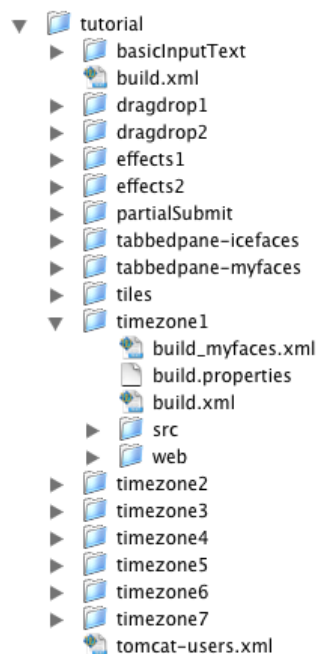 tutorial
basicInputText
build.xml
dragdrop1
dragdrop2
effects1
effects2
partialSubmit
tabbedpane-icefaces
tabbedpane-myfaces
tiles
timezone1
build_myfaces.xml
build.properties
build.xml
src
web
timezone2
timezone3
timezone4
timezone5
timezone6
timezone7
tomcat-users.xml